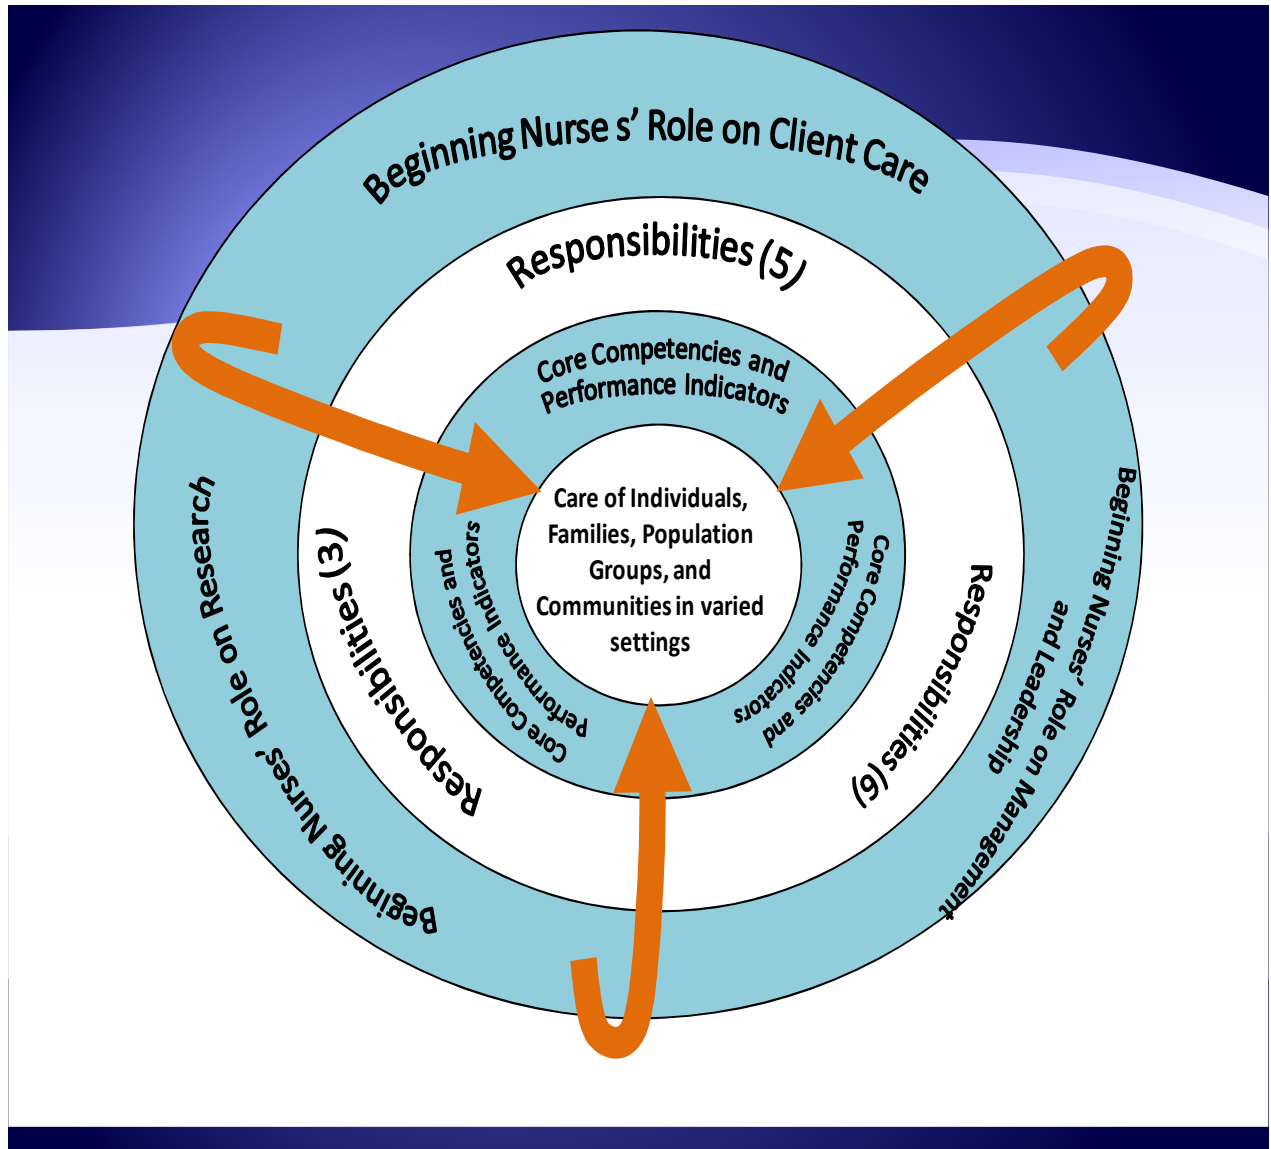 Beginning Nurse s’ Role on Client Care
Responsibilities (5)
Core Competencies and
Performance Indicators
Care of Individuals,
Families, Population
Groups, and
Communities in varied
settings
Beginning Nurses’ Role on Management
and Leadership
Responsibilities (6)
Core Competencies and
Performance Indicators
Beginning Nurses’ Role on Research
Responsibilities (3)
Core Competencies and
Performance Indicators